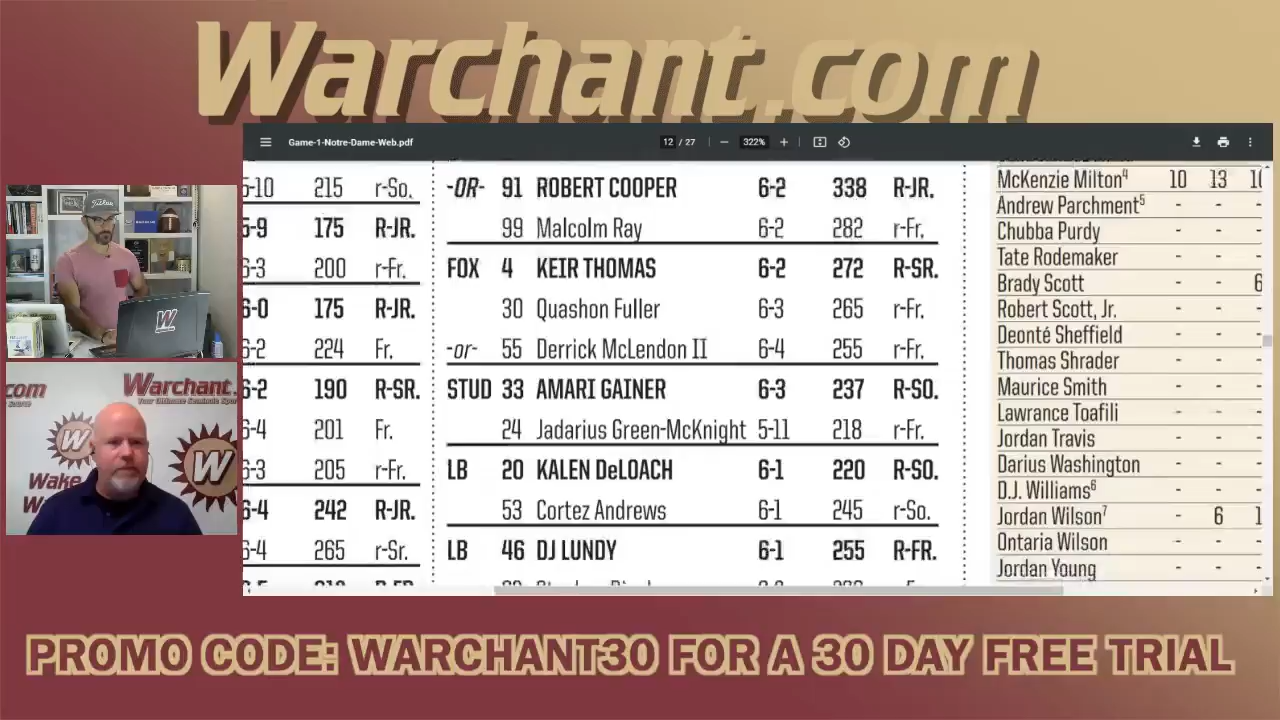 Warchant.com
Game-1-Notre-Dame-Web.pdf
12 / 27
322%
5-10 215 r-So.
5-9 175 R-JR.
6-3 200 r-Fr.
6-0 175 R-JR.
6-2 224 Fr.
6-2 190 R-SR.
6-4 201 Fr.
6-3 205 r-Fr.
6-4 242 R-JR.
6-4 265 r-Sr.
-OR- 91 ROBERT COOPER 6-2 338 R-JR.
99 Malcolm Ray 6-2 282 r-Fr.
FOX 4 KEIR THOMAS 6-2 272 R-SR.
30 Quashon Fuller 6-3 265 r-Fr.
-or- 55 Derrick McLendon II 6-4 255 r-Fr.
STUD 33 AMARI GAINER 6-3 237 R-SO.
24 Jadarius Green-McKnight 5-11 218 r-Fr.
LB 20 KALEN DeLOACH 6-1 220 R-SO.
53 Cortez Andrews 6-1 245 r-So.
LB 46 DJ LUNDY 6-1 255 R-FR.
McKenzie Milton4 10 13
Andrew Parchment5 - - -
Chubba Purdy - - -
Tate Rodemaker - - -
Brady Scott - - 6
Robert Scott, Jr. - - -
Deonté Sheffield - - -
Thomas Shrader - - -
Maurice Smith - - -
Lawrance Toafili - - -
Jordan Travis - - -
Darius Washington - - -
D.J. Williams6 - - -
Jordan Wilson7 - 6 1
Ontaria Wilson - - -
Jordan Young - - -
Titleist
W
.com
Warchant
Your Ultimate Seminole
W
W
Wake
PROMO CODE: WARCHANT30 FOR A 30 DAY FREE TRIAL